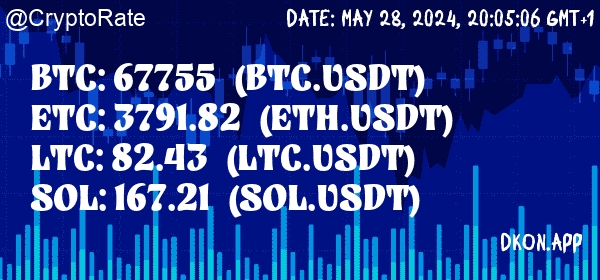 @CryptoRate
DATE: MAY 28, 2024, 20:05:06 GMT+1
BTC: 67755 (BTC.USDT)
ETC: 3791.82 (ETH.USDT)
LTC: 82.43 (LTC.USDT)
SOL: 167.21 (SOL.USDT)
DKON.APP